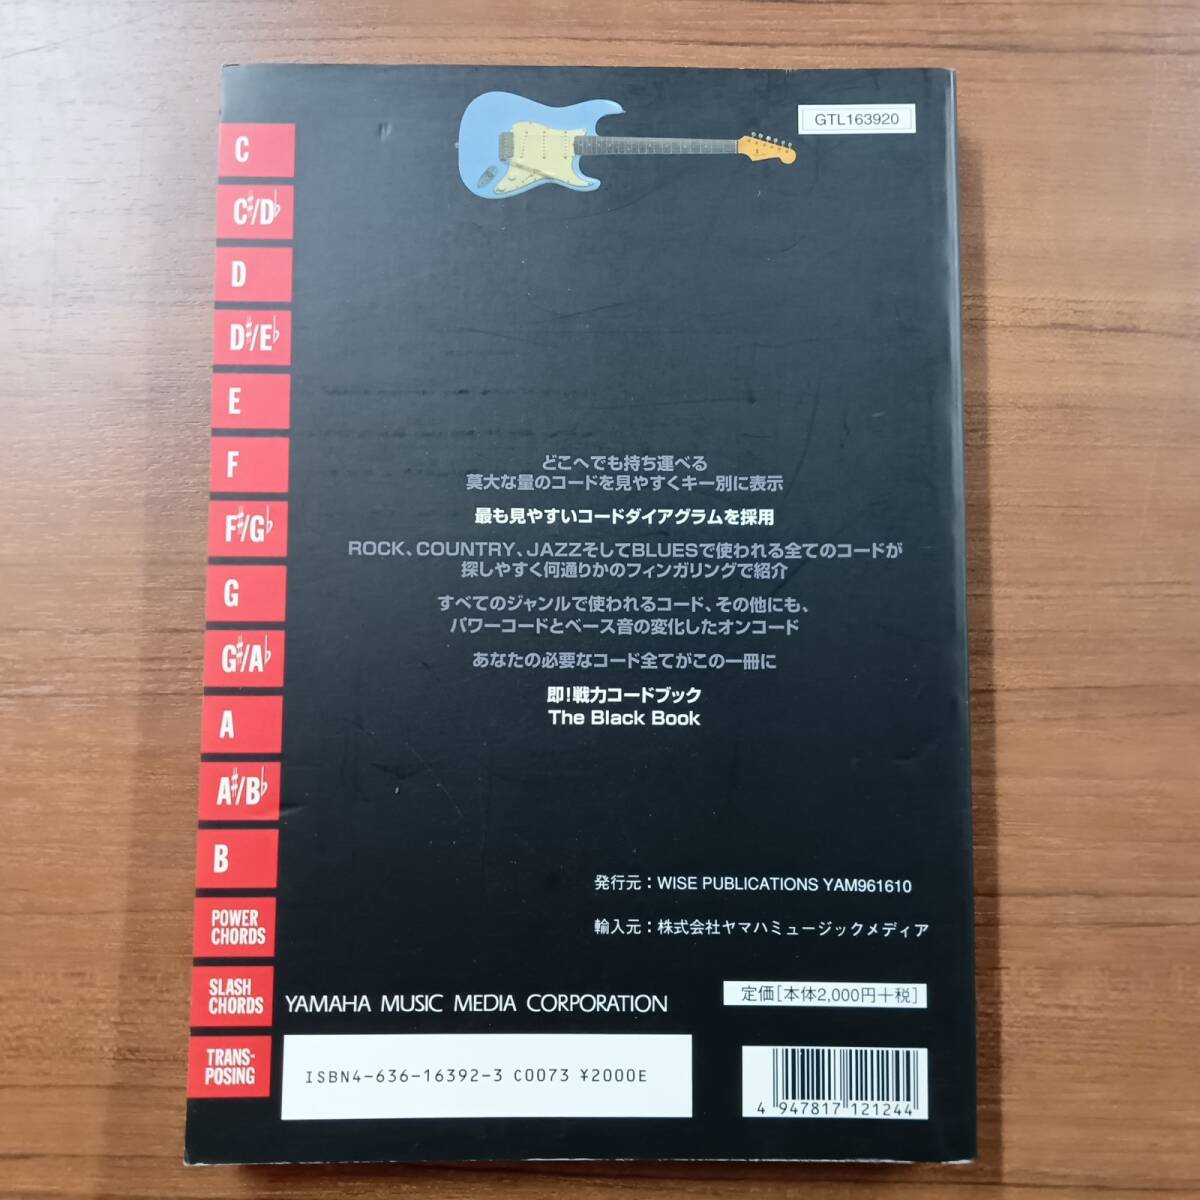 GTL163920
C
C♯/D♭
D
D♯/E♭
E
F
F♯/G♭
G
G♯/A♭
A
A♯/B♭
B
POWER
CHORDS
SLASH
CHORDS
TRANS-
POSING
どこへでも持ち運べる
莫大な量のコードを見やすくキー別に表示
最も見やすいコードダイアグラムを採用
ROCK、COUNTRY、JAZZそしてBLUESで使われる全てのコードが
探しやすく何通りかのフィンガリングで紹介
すべてのジャンルで使われるコード、その他にも、
パワーコードとベース音の変化したオンコード
あなたの必要なコード全てがこの一冊に
即!戦力コードブック
The Black Book
発行元：WISE PUBLICATIONS YAM961610
輸入元：株式会社ヤマハミュージックメディア
YAMAHA MUSIC MEDIA CORPORATION
定価[本体2,000円+税]
ISBN4-636-16392-3 C0073 ¥2000E
4 947817 121244